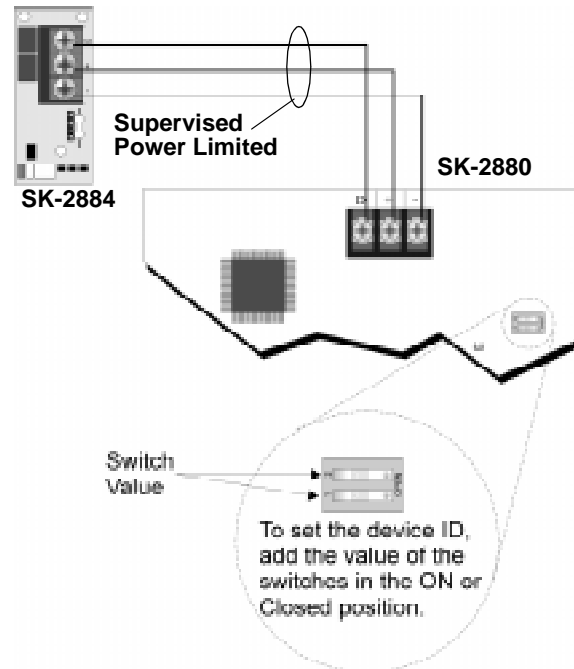 Supervised
Power Limited
SK-2884
SK-2880
Switch
Value
To set the device ID,
add the value of the
switches in the ON or
Closed position.